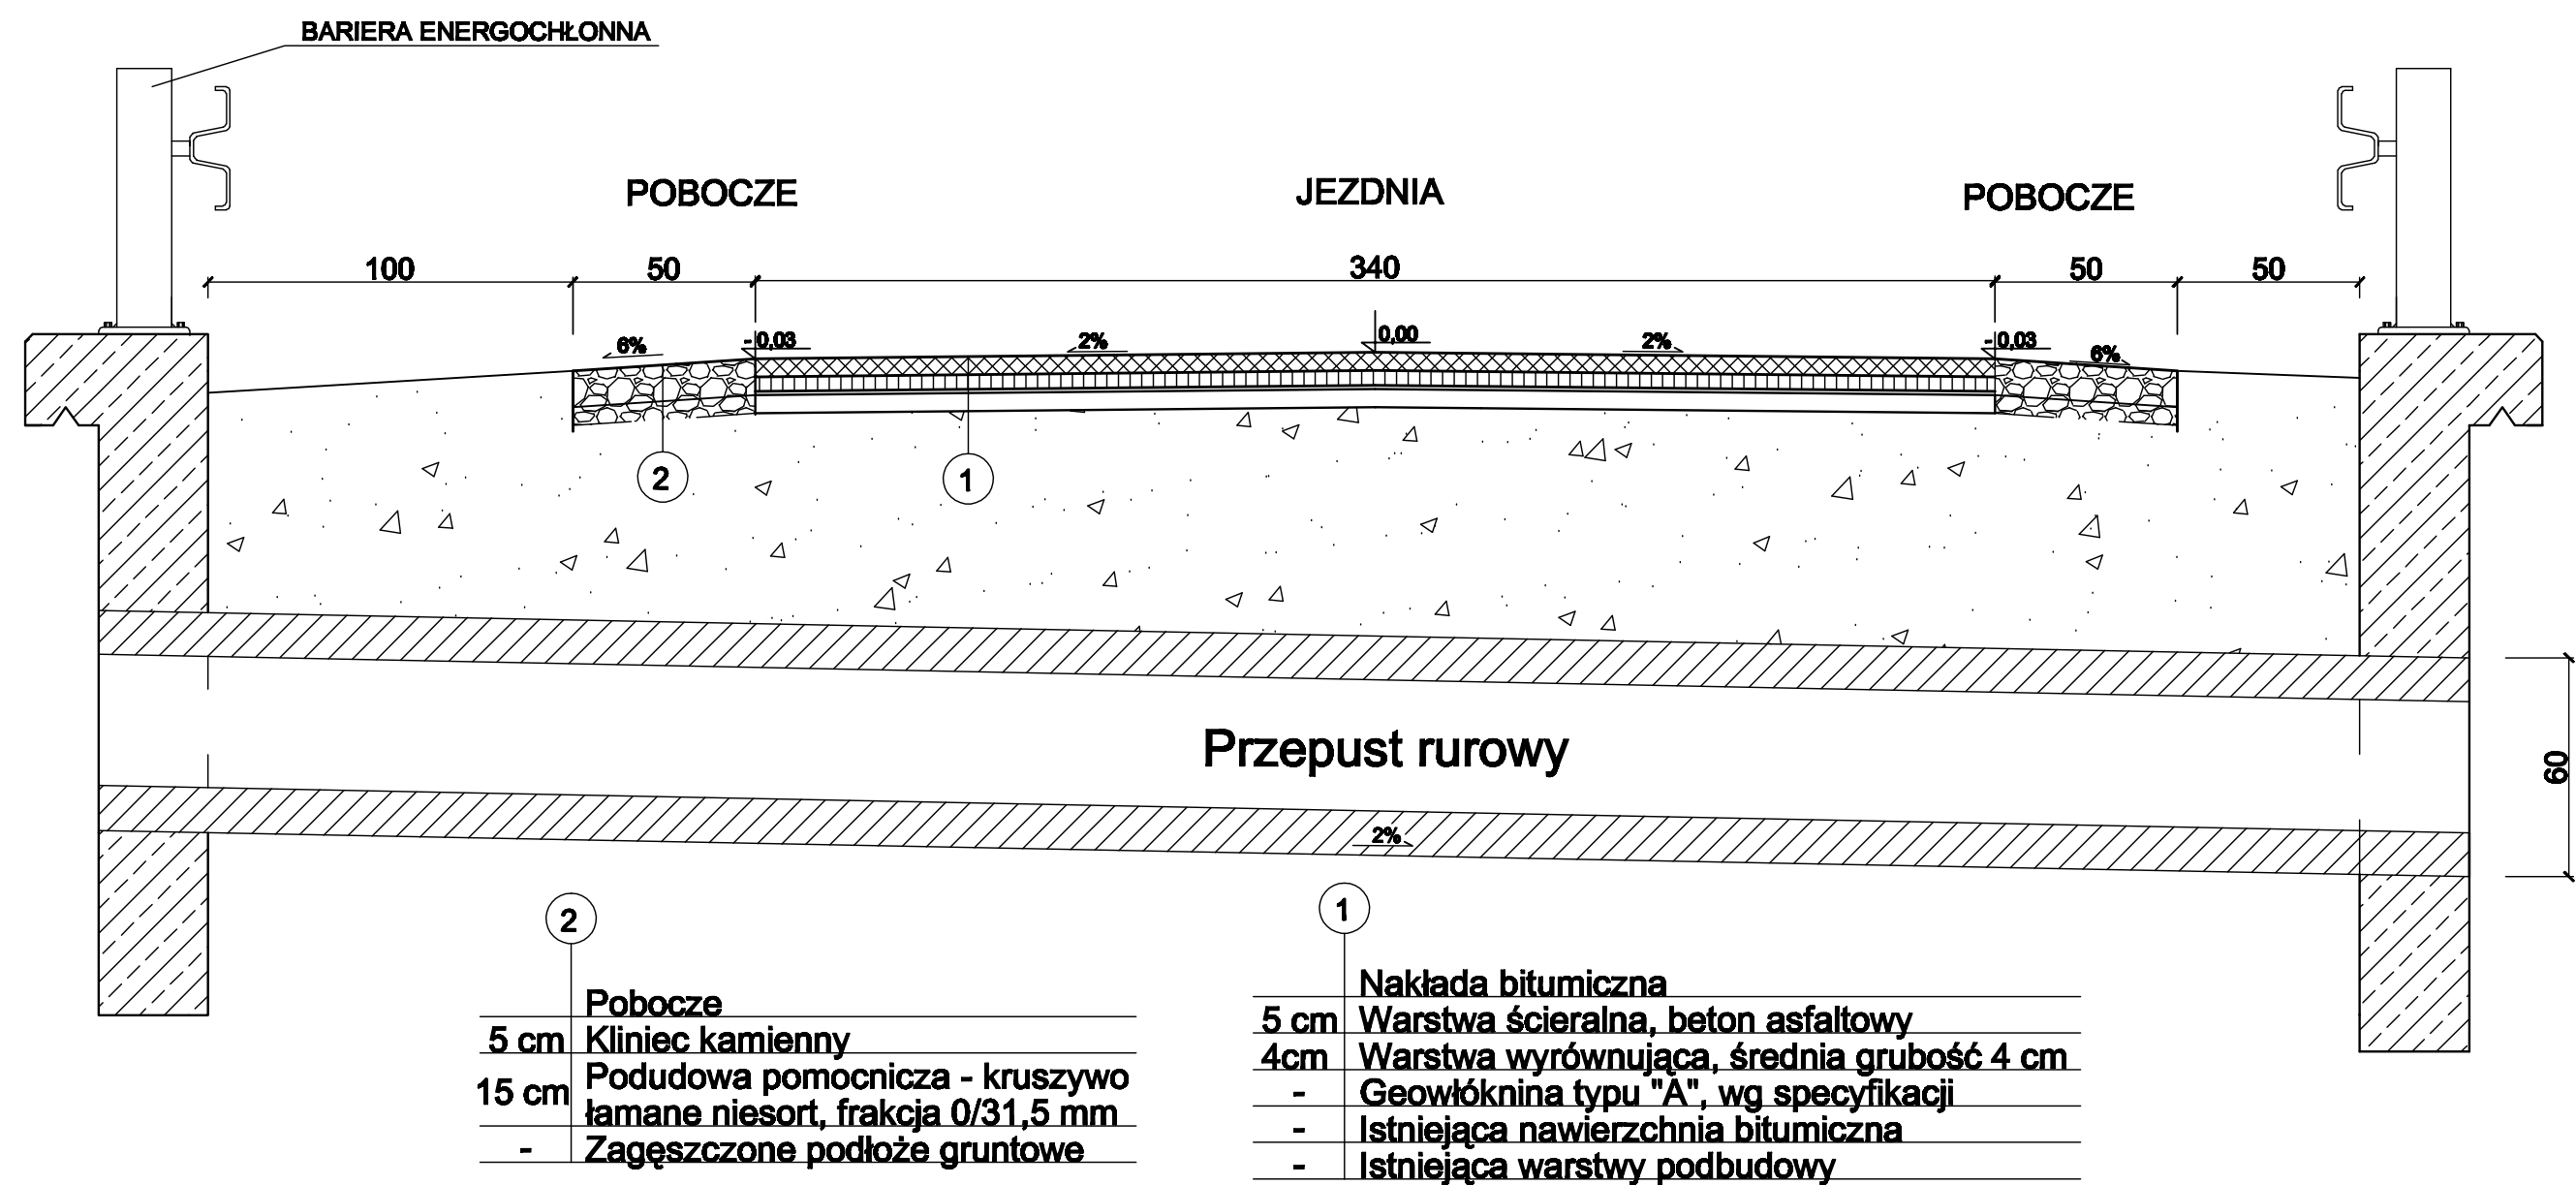 BARIERA ENERGOCHŁONNA
POBOCZE
JEZDNIA
POBOCZE
100
50
340
50
50
6%
- 0,03
2%
0,00
2%
- 0,03
6%
2
1
Przepust rurowy
60
2%
2
Pobocze
5 cm Kliniec kamienny
15 cm Podudowa pomocnicza - kruszywo
łamane niesort, frakcja 0/31,5 mm
- Zagęszczone podłoże gruntowe
1
Nakłada bitumiczna
5 cm Warstwa ścieralna, beton asfaltowy
4cm Warstwa wyrównująca, średnia grubość 4 cm
- Geowłóknina typu "A", wg specyfikacji
- Istniejąca nawierzchnia bitumiczna
- Istniejąca warstwy podbudowy